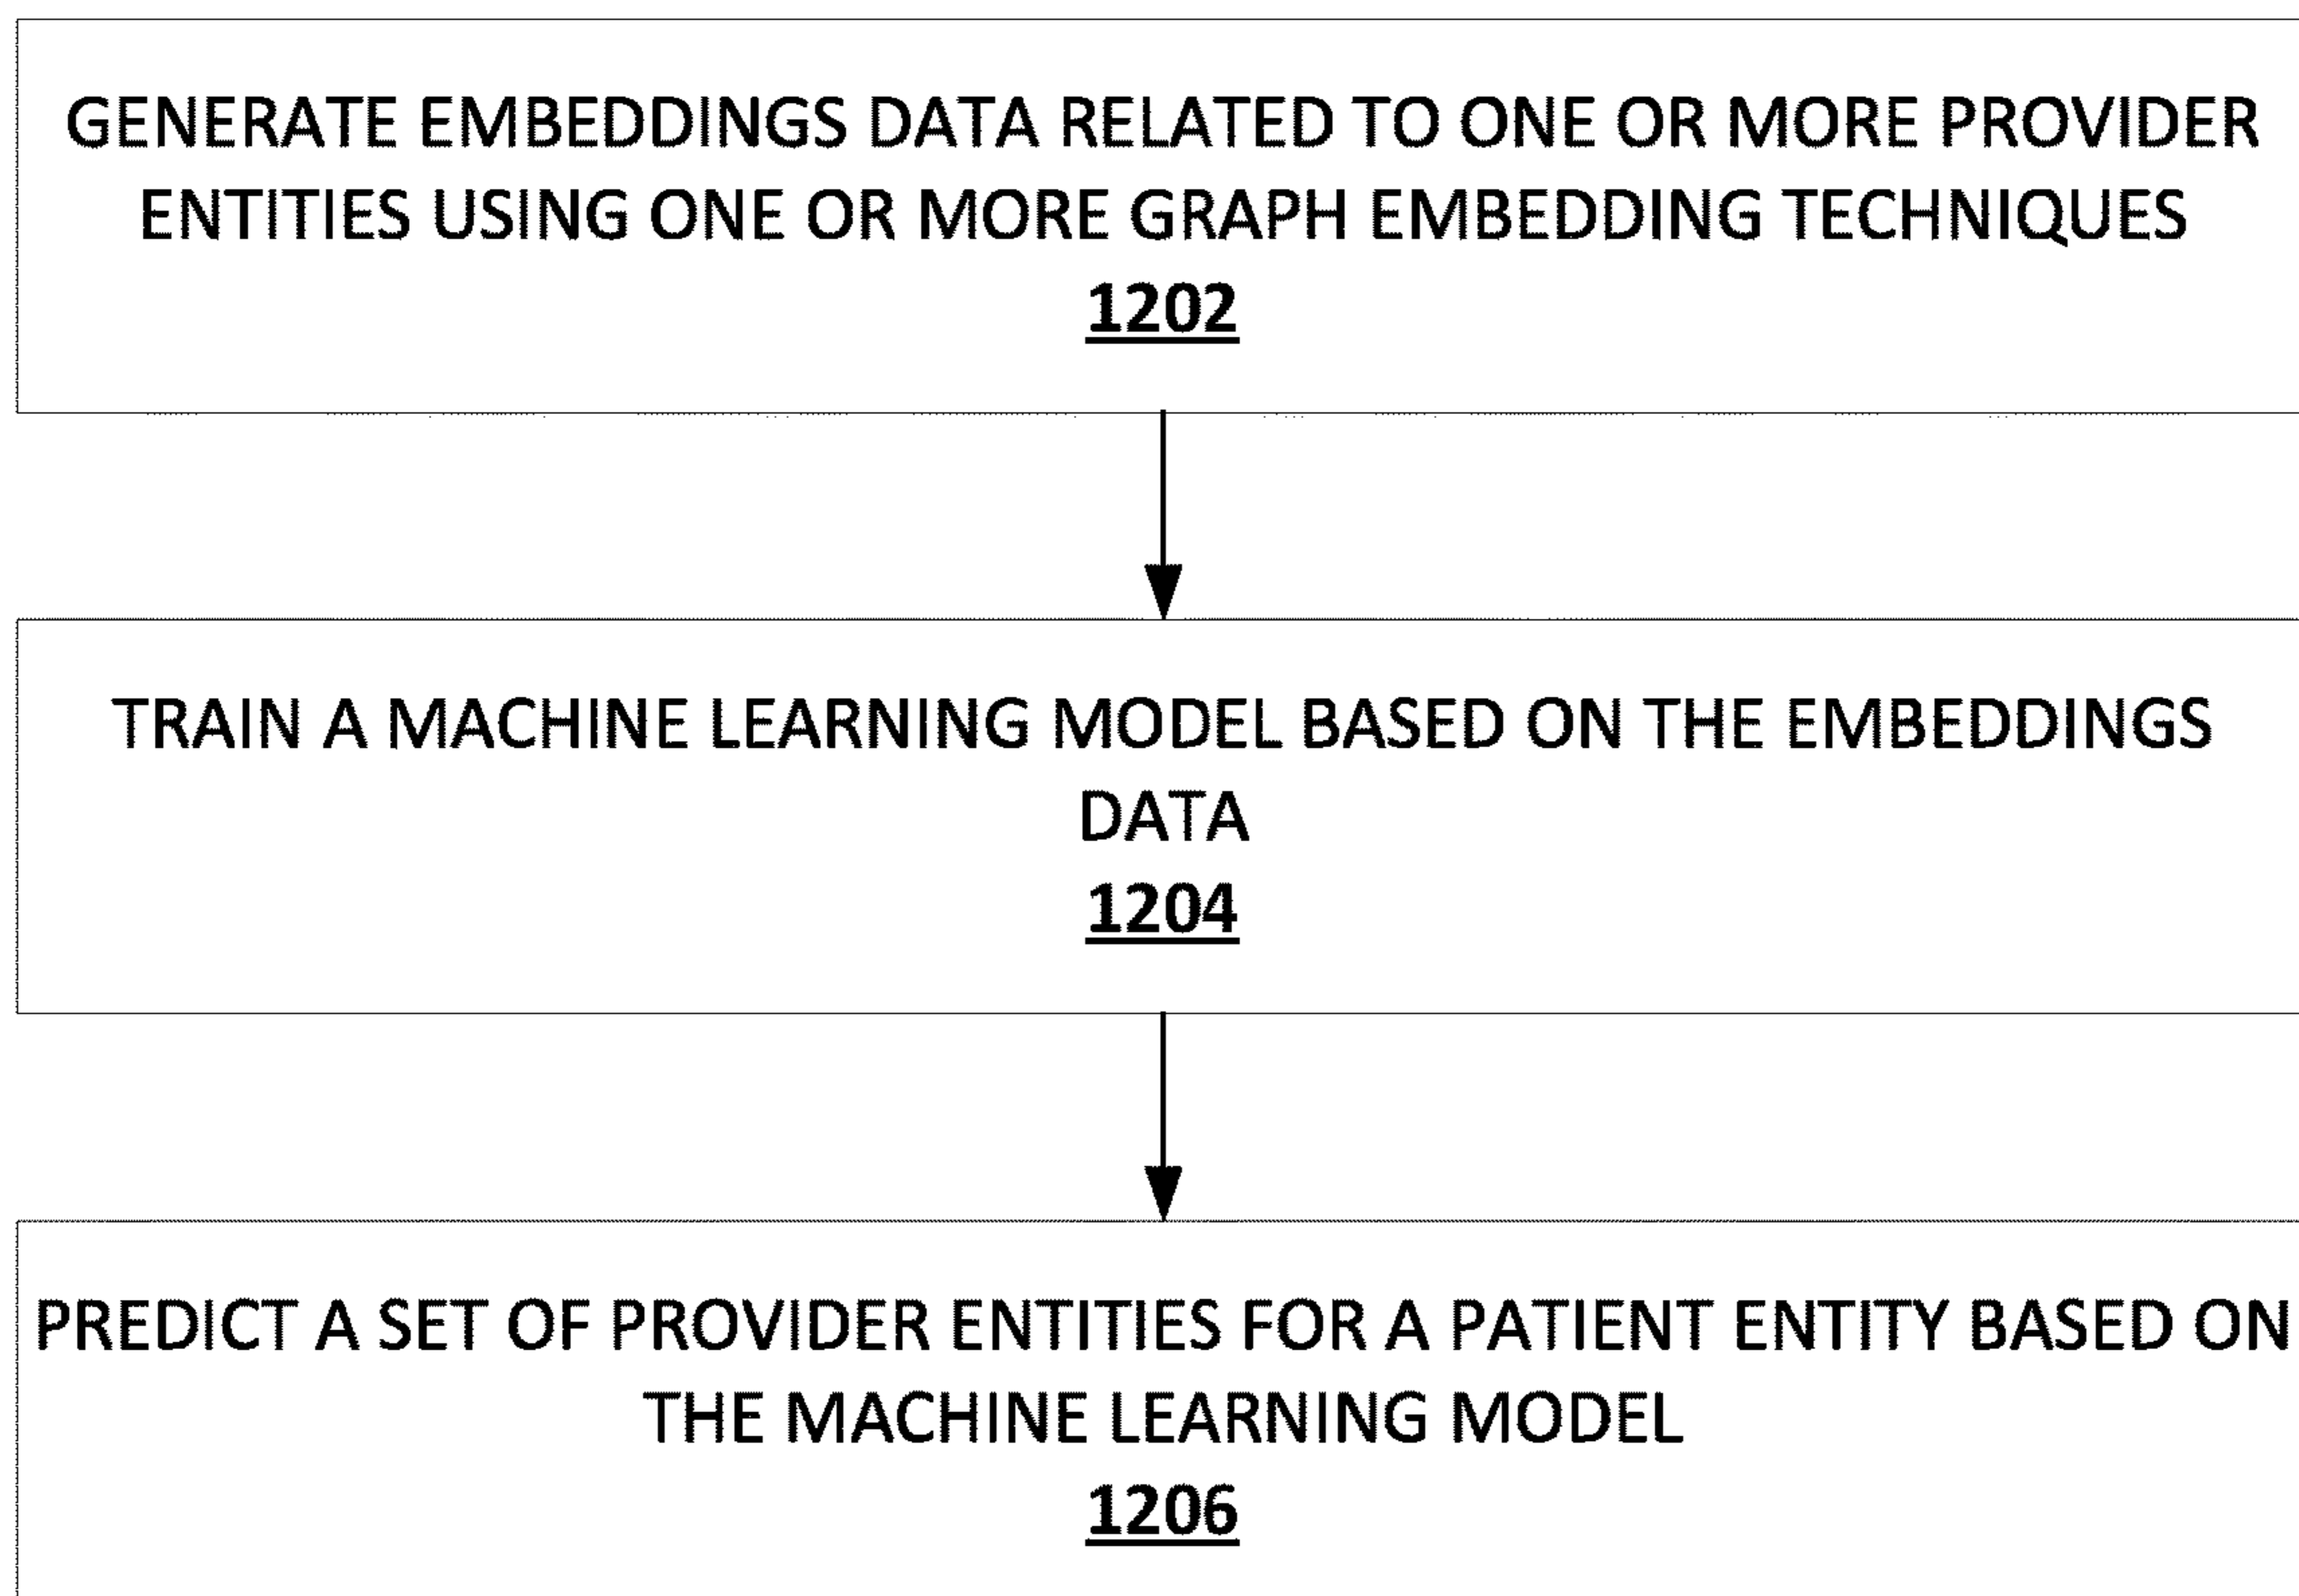 GENERATE EMBEDDINGS DATA RELATED TO ONE OR MORE PROVIDER
ENTITIES USING ONE OR MORE GRAPH EMBEDDING TECHNIQUES
1202
TRAIN A MACHINE LEARNING MODEL BASED ON THE EMBEDDINGS
DATA
1204
PREDICT A SET OF PROVIDER ENTITIES FOR A PATIENT ENTITY BASED ON
THE MACHINE LEARNING MODEL
1206